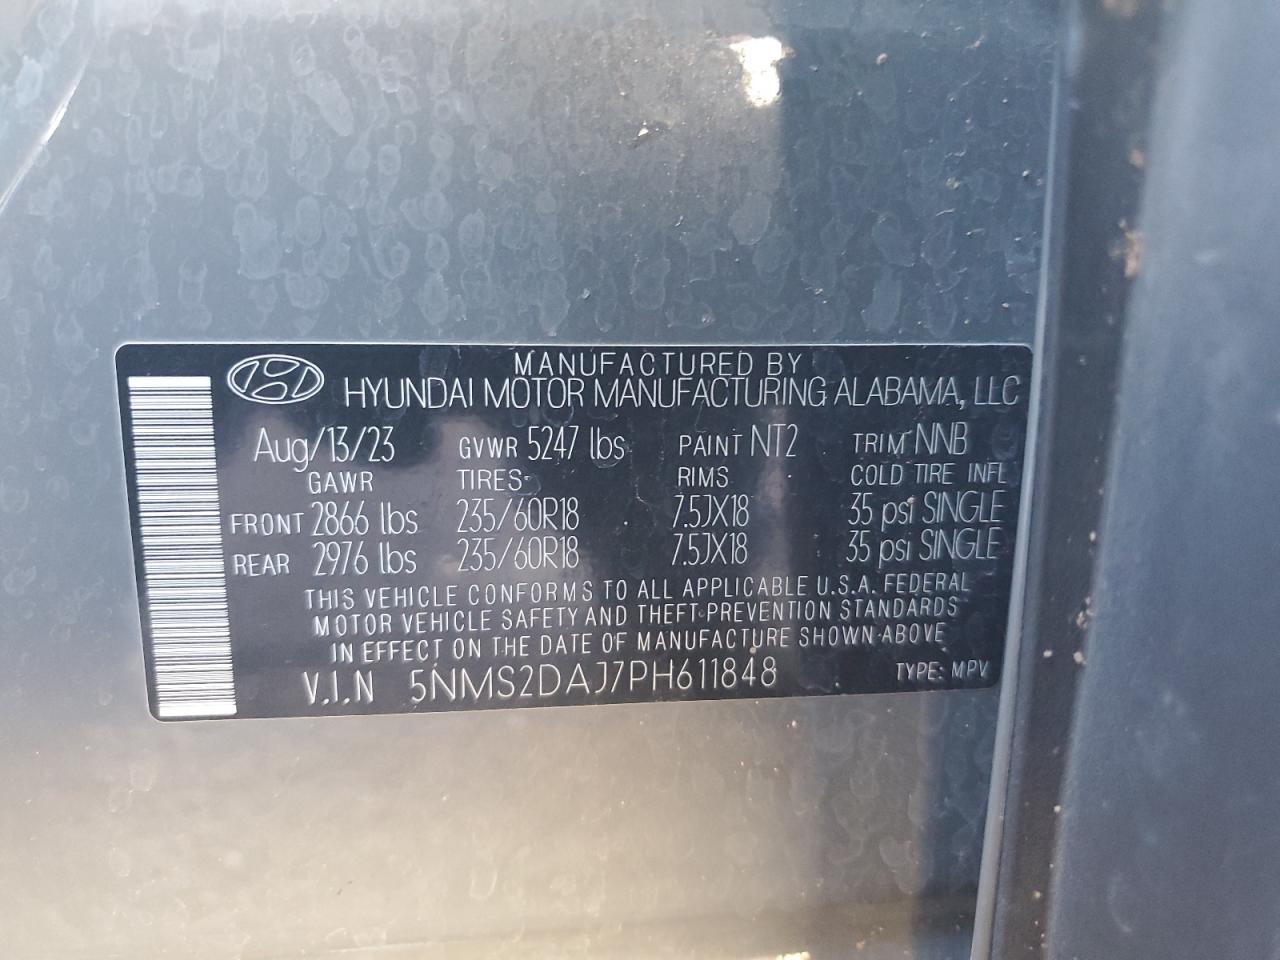 MANUFACTURED BY
HYUNDAI MOTOR MANUFACTURING ALABAMA, LLC
Aug/13/23 GVWR 5247 lbs PAINT NT2 TRIM NNB
GAWR TIRES RIMS COLD TIRE INFL
FRONT 2866 lbs 235/60R18 7.5JX18 35 psi SINGLE
REAR 2976 lbs 235/60R18 7.5JX18 35 psi SINGLE
THIS VEHICLE CONFORMS TO ALL APPLICABLE U.S.A. FEDERAL
MOTOR VEHICLE SAFETY AND THEFT-PREVENTION STANDARDS
IN EFFECT ON THE DATE OF MANUFACTURE SHOWN-ABOVE
V.I.N 5NMS2DAJ7PH611848 TYPE: MPV